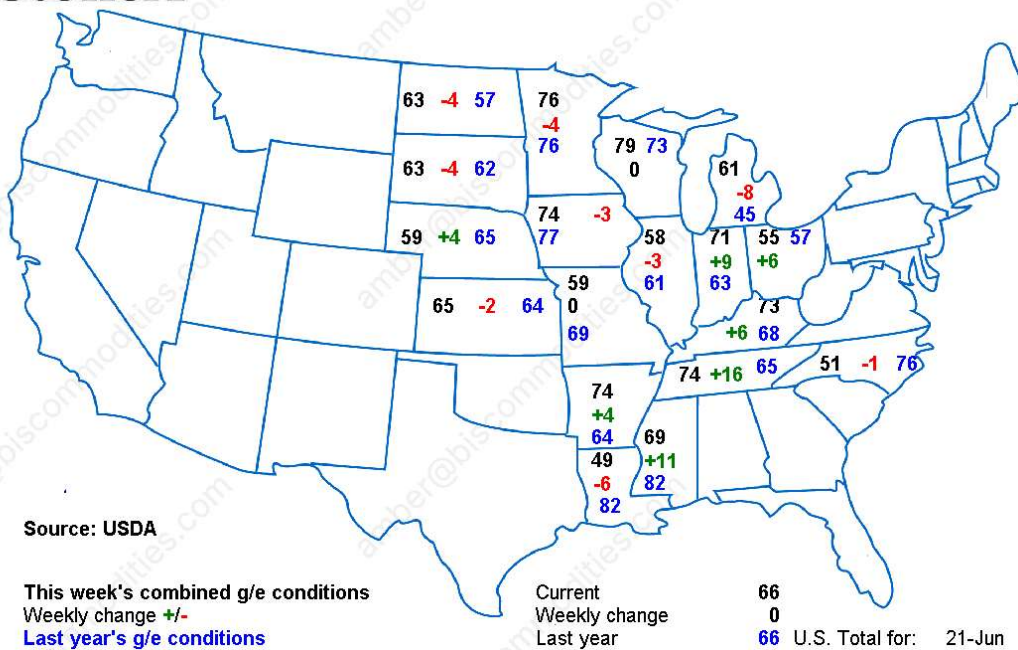 63 -4 57
76
-4
76
79 73
0
61
-8
45
63 -4 62
74 -3
77
59 +4 65
58
-3
61
71
+9
63
55 57
+6
65 -2 64
59
0
69
73
+6 68
74 +16 65
51 -1 76
74
+4
64
69
+11
82
49
-6
82
Source: USDA
This week's combined g/e conditions
Weekly change +/-
Last year's g/e conditions
Current 66
Weekly change 0
Last year 66 U.S. Total for: 21-Jun
amber@biscommodities.com